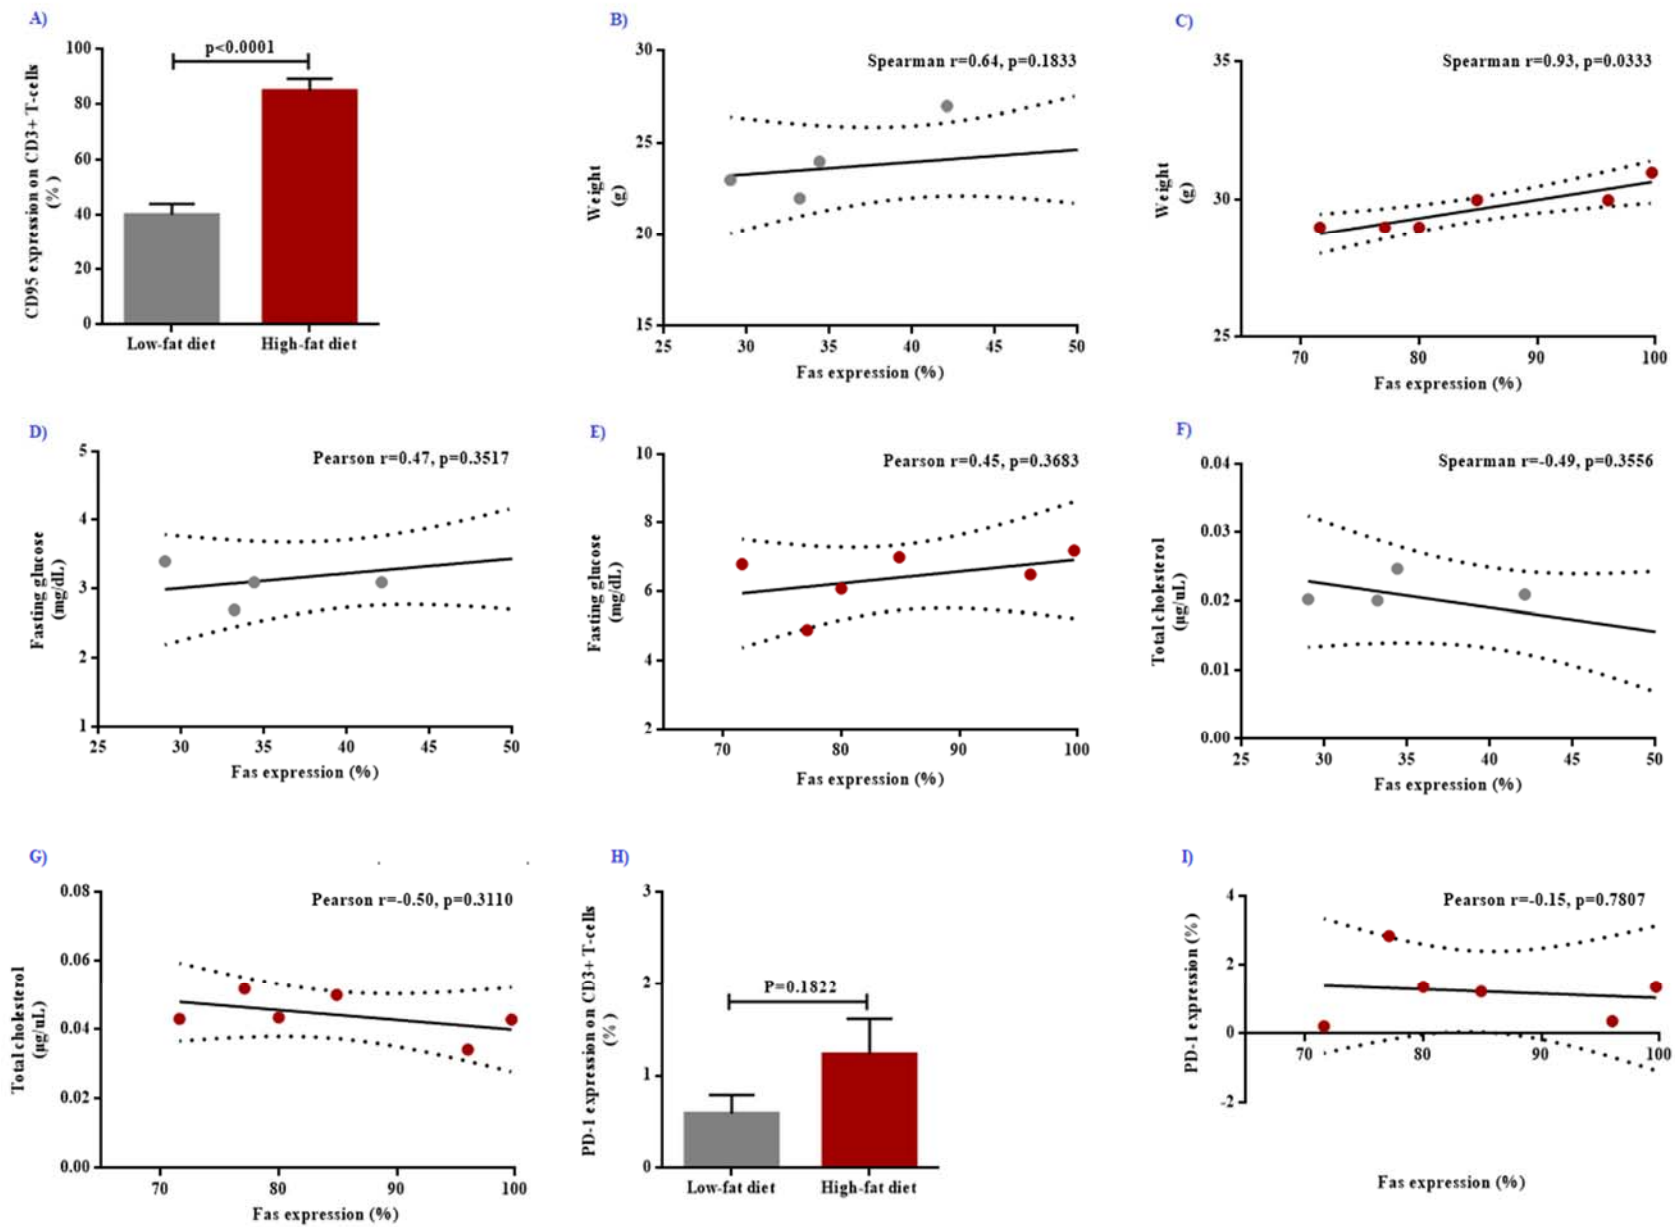 A)
p<0.0001
CD95 expression on CD3+ T-cells
(%)
100
80
60
40
20
0
Low-fat diet
High-fat diet
B)
Spearman r=0.64, p=0.1833
Weight
(g)
30
25
20
15
25
30
35
40
45
50
Fas expression (%)
C)
Spearman r=0.93, p=0.0333
Weight
(g)
35
30
25
70
80
90
100
Fas expression (%)
D)
Pearson r=0.47, p=0.3517
Fasting glucose
(mg/dL)
5
4
3
2
1
25
30
35
40
45
50
Fas expression (%)
E)
Pearson r=0.45, p=0.3683
Fasting glucose
(mg/dL)
10
8
6
4
2
70
80
90
100
Fas expression (%)
F)
Spearman r=-0.49, p=0.3556
Total cholesterol
(µg/uL)
0.04
0.03
0.02
0.01
0.00
25
30
35
40
45
50
Fas expression (%)
G)
Pearson r=-0.50, p=0.3110
Total cholesterol
(µg/uL)
0.08
0.06
0.04
0.02
0.00
70
80
90
100
Fas expression (%)
H)
P=0.1822
PD-1 expression on CD3+ T-cells
(%)
3
2
1
0
Low-fat diet
High-fat diet
I)
Pearson r=-0.15, p=0.7807
PD-1 expression (%)
4
2
0
-2
70
80
90
100
Fas expression (%)